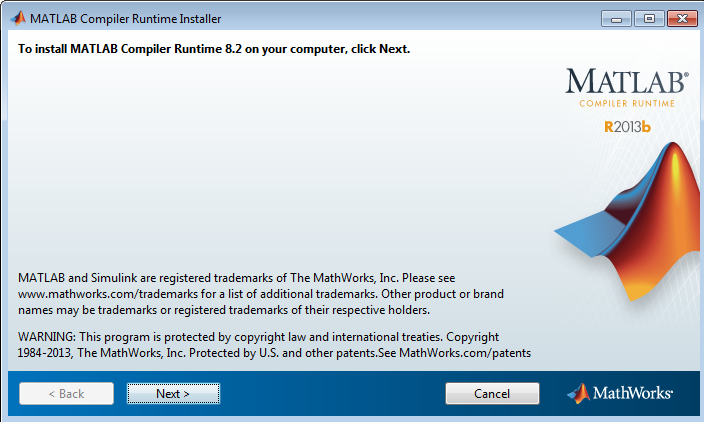 MATLAB Compiler Runtime Installer
To install MATLAB Compiler Runtime 8.2 on your computer, click Next.
MATLAB®
COMPILER RUNTIME
R2013b
MATLAB and Simulink are registered trademarks of The MathWorks, Inc. Please see
www.mathworks.com/trademarks for a list of additional trademarks. Other product or brand
names may be trademarks or registered trademarks of their respective holders.
WARNING: This program is protected by copyright law and international treaties. Copyright
1984-2013, The MathWorks, Inc. Protected by U.S. and other patents.See MathWorks.com/patents
< Back
Next >
Cancel
MathWorks®